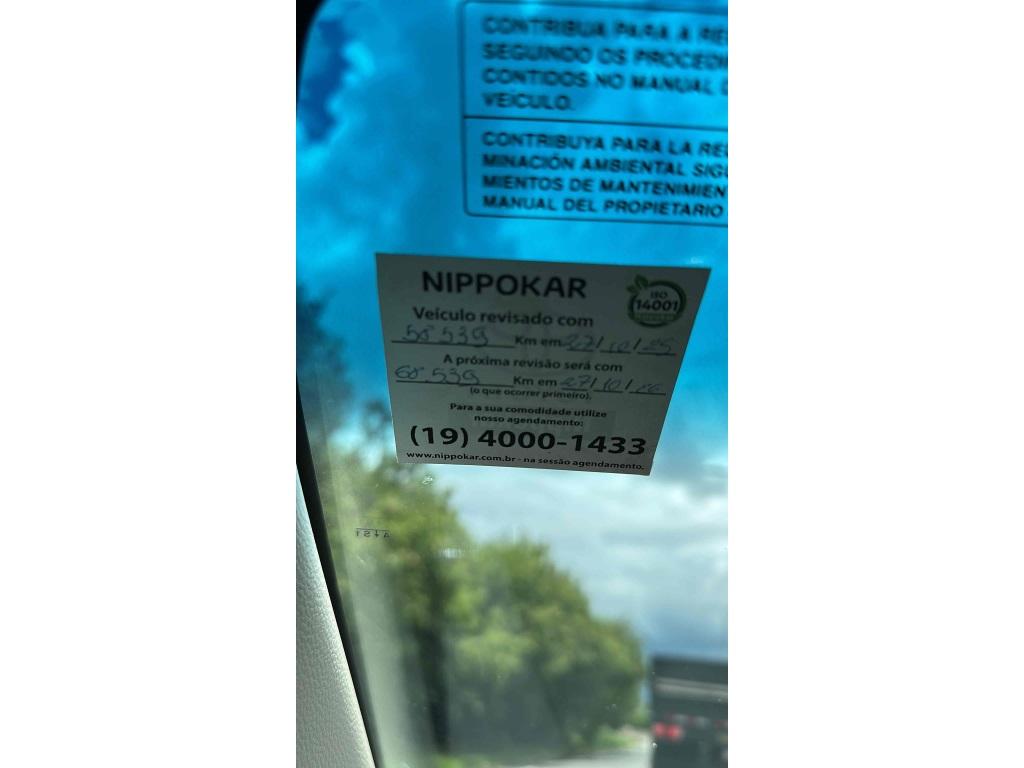 CONTRIBUA PARA A RE
SEGUINDO OS PROCEDI
CONTIDOS NO MANUAL D
VEÍCULO.
CONTRIBUYA PARA LA RE
MINACIÓN AMBIENTAL SIG
MIENTOS DE MANTENIMIEN
MANUAL DEL PROPIETARIO
NIPPOKAR
ISO
14001
Veículo revisado com
58.539 Km em 27/10/25
A próxima revisão será com
68.539 Km em 27/10/26
(o que ocorrer primeiro).
Para a sua comodidade utilize
nosso agendamento:
(19) 4000-1433
www.nippokar.com.br - na sessão agendamento.